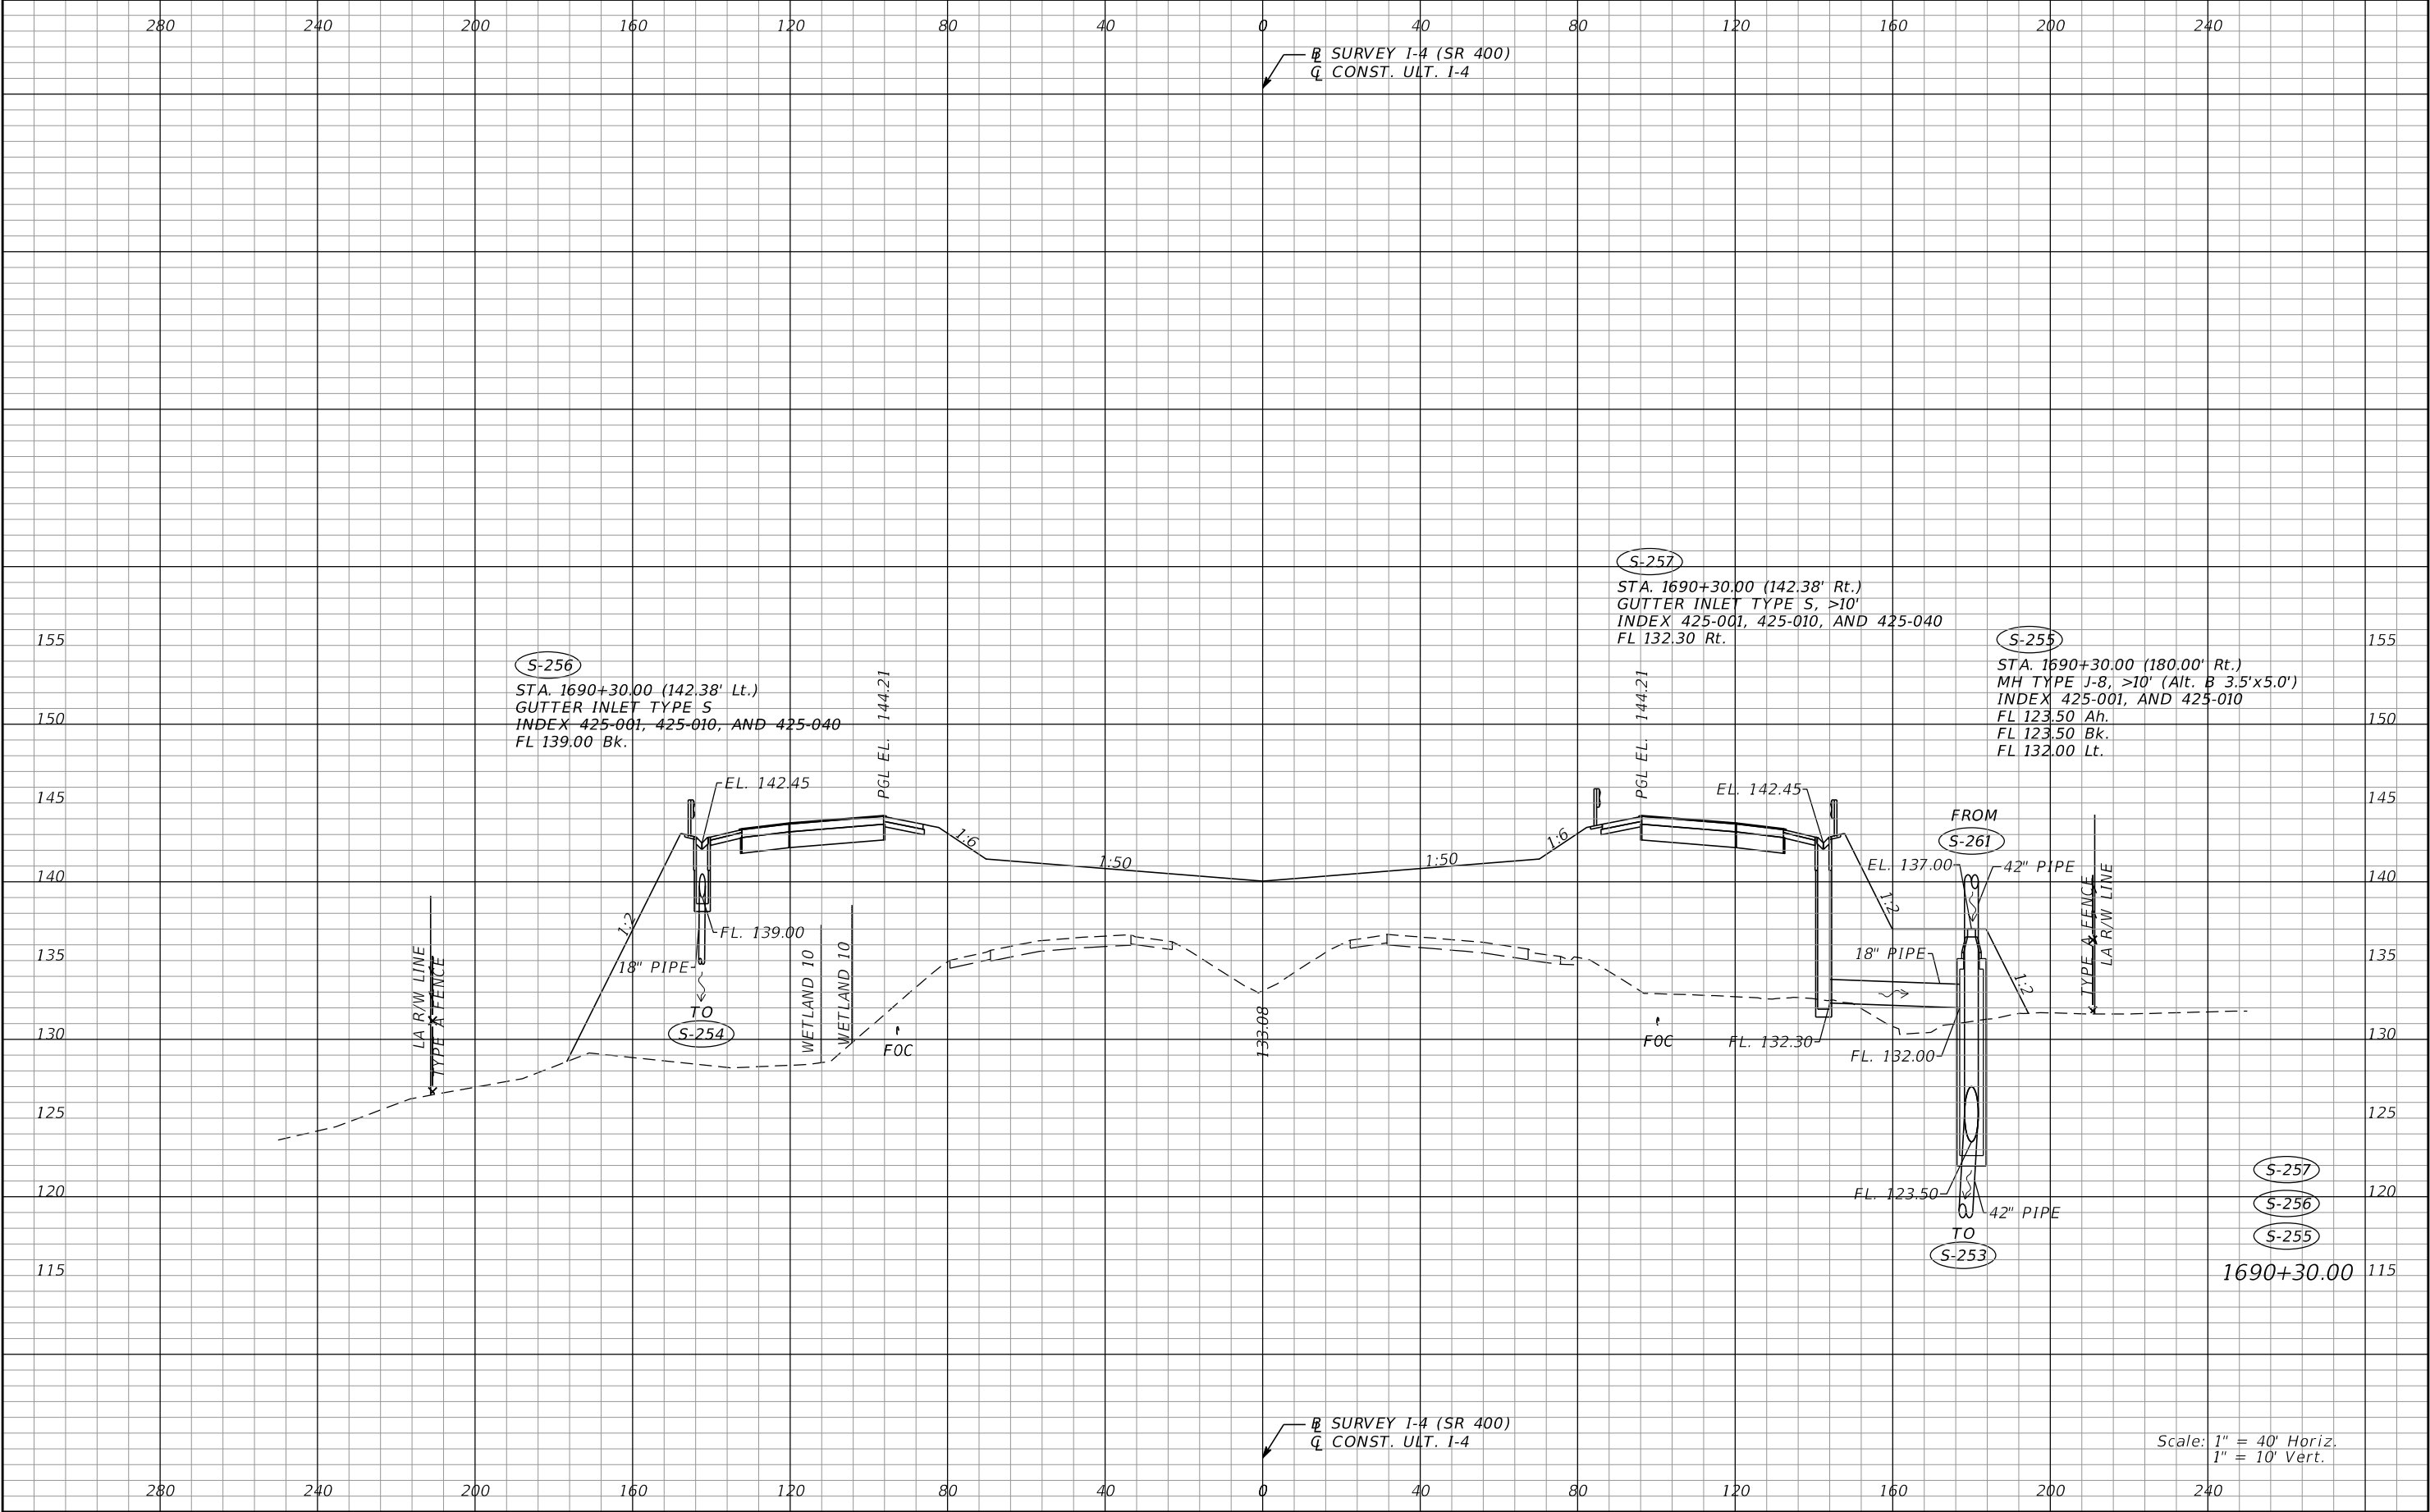 280 240 200 160 120 80 40 0 40 80 120 160 200 240
℄ SURVEY I-4 (SR 400)
℄ CONST. ULT. I-4
S-257
STA. 1690+30.00 (142.38' Rt.)
GUTTER INLET TYPE S, >10'
INDEX 425-001, 425-010, AND 425-040
FL 132.30 Rt.
S-255
STA. 1690+30.00 (180.00' Rt.)
MH TYPE J-8, >10' (Alt. B 3.5'x5.0')
INDEX 425-001, AND 425-010
FL 123.50 Ah.
FL 123.50 Bk.
FL 132.00 Lt.
S-256
STA. 1690+30.00 (142.38' Lt.)
GUTTER INLET TYPE S
INDEX 425-001, 425-010, AND 425-040
FL 139.00 Bk.
155
150
145
140
135
130
125
120
115
155
150
145
140
135
130
125
120
115
PGL EL. 144.21
PGL EL. 144.21
EL. 142.45
EL. 142.45
1:6
1:50
1:50
1:6
1:2
FL. 139.00
18" PIPE
TO
S-254
LA R/W LINE
TYPE A FENCE
WETLAND 10
WETLAND 10
FOC
133.08
FOC
FROM
S-261
EL. 137.00
42" PIPE
1:2
18" PIPE
1:2
FL. 132.30
FL. 132.00
TYPE A FENCE
LA R/W LINE
FL. 123.50
42" PIPE
TO
S-253
S-257
S-256
S-255
1690+30.00
℄ SURVEY I-4 (SR 400)
℄ CONST. ULT. I-4
Scale: 1" = 40' Horiz.
1" = 10' Vert.
280 240 200 160 120 80 40 0 40 80 120 160 200 240